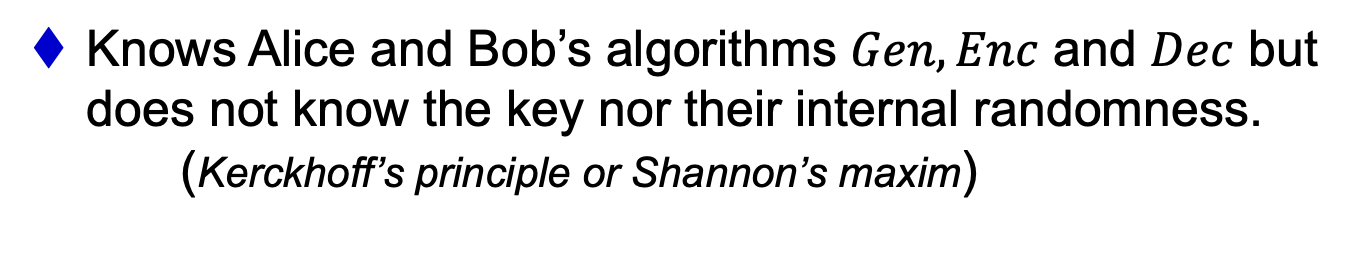 ♦ Knows Alice and Bob’s algorithms Gen, Enc and Dec but
does not know the key nor their internal randomness.
(Kerckhoff’s principle or Shannon’s maxim)